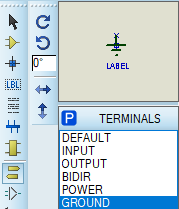 0°
LBL
LABEL
P TERMINALS
DEFAULT
INPUT
OUTPUT
BIDIR
POWER
GROUND